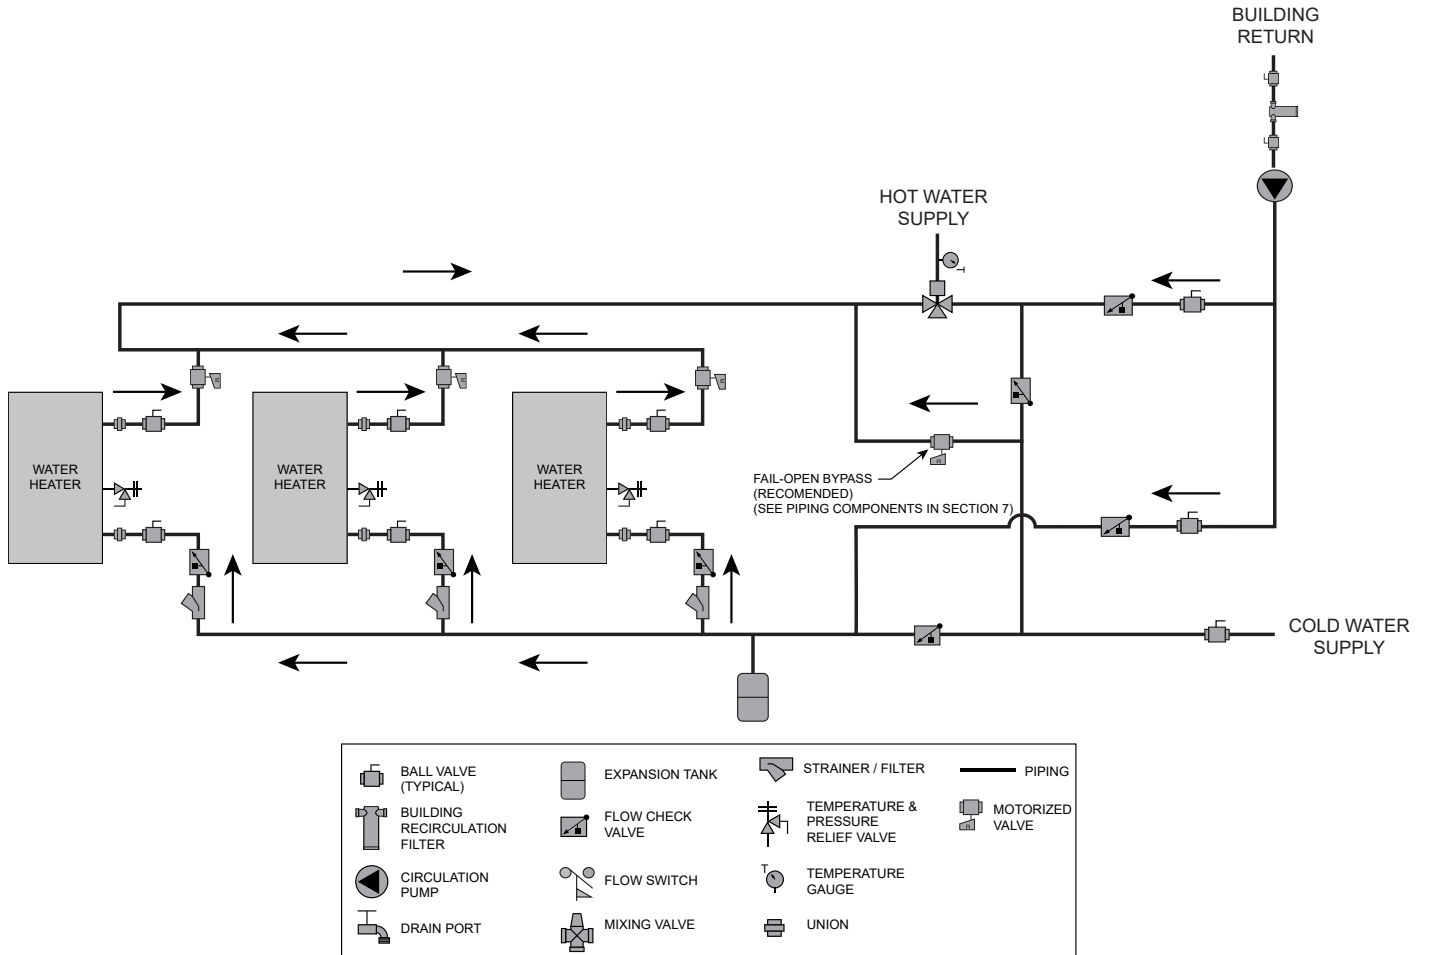 BUILDING
RETURN
HOT WATER
SUPPLY
T
M
M
M
WATER
HEATER
WATER
HEATER
WATER
HEATER
M
FAIL-OPEN BYPASS
(RECOMENDED)
(SEE PIPING COMPONENTS IN SECTION 7)
COLD WATER
SUPPLY
BALL VALVE
(TYPICAL)
BUILDING
RECIRCULATION
FILTER
CIRCULATION
PUMP
DRAIN PORT
EXPANSION TANK
FLOW CHECK
VALVE
FLOW SWITCH
MIXING VALVE
STRAINER / FILTER
TEMPERATURE &
PRESSURE
RELIEF VALVE
T
TEMPERATURE
GAUGE
UNION
PIPING
M
MOTORIZED
VALVE